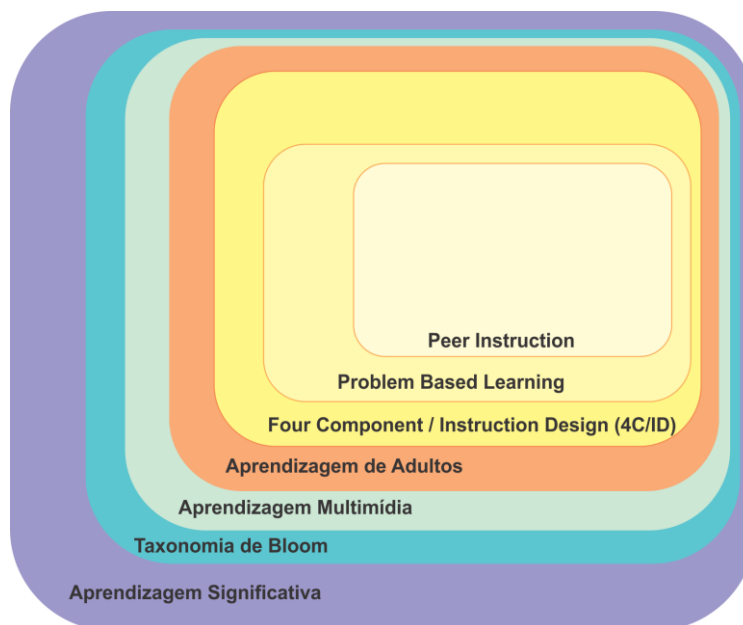 Peer Instruction
Problem Based Learning
Four Component / Instruction Design (4C/ID)
Aprendizagem de Adultos
Aprendizagem Multimídia
Taxonomia de Bloom
Aprendizagem Significativa